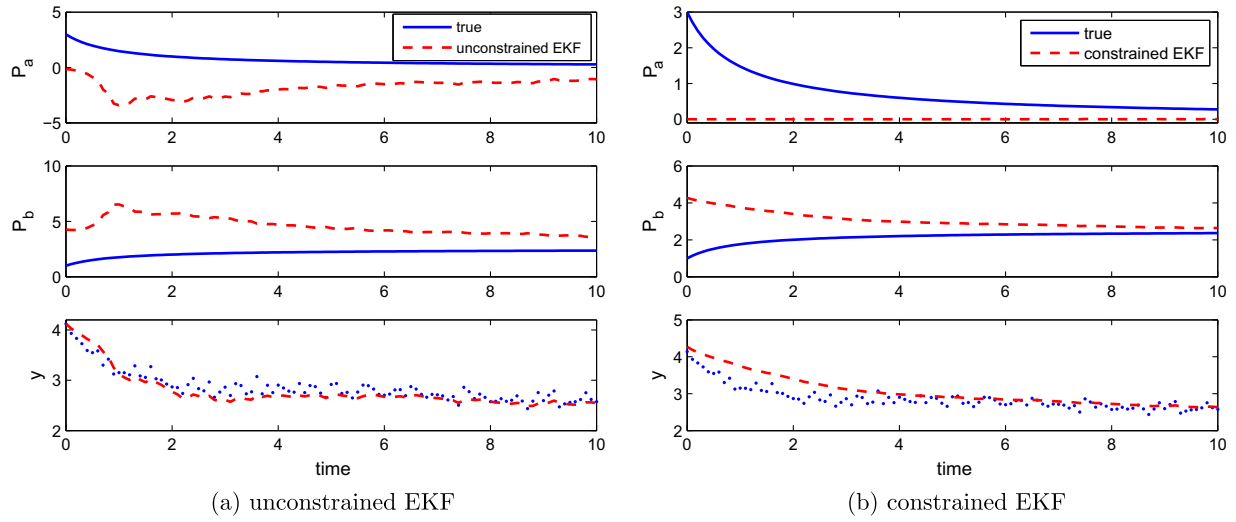 5
0
−5
P_a
true
unconstrained EKF
0 2 4 6 8 10
10
5
0
P_b
0 2 4 6 8 10
4
3
2
y
0 2 4 6 8 10
time
(a) unconstrained EKF
3
2
1
0
P_a
true
constrained EKF
0 2 4 6 8 10
6
4
2
0
P_b
0 2 4 6 8 10
5
4
3
2
y
0 2 4 6 8 10
time
(b) constrained EKF